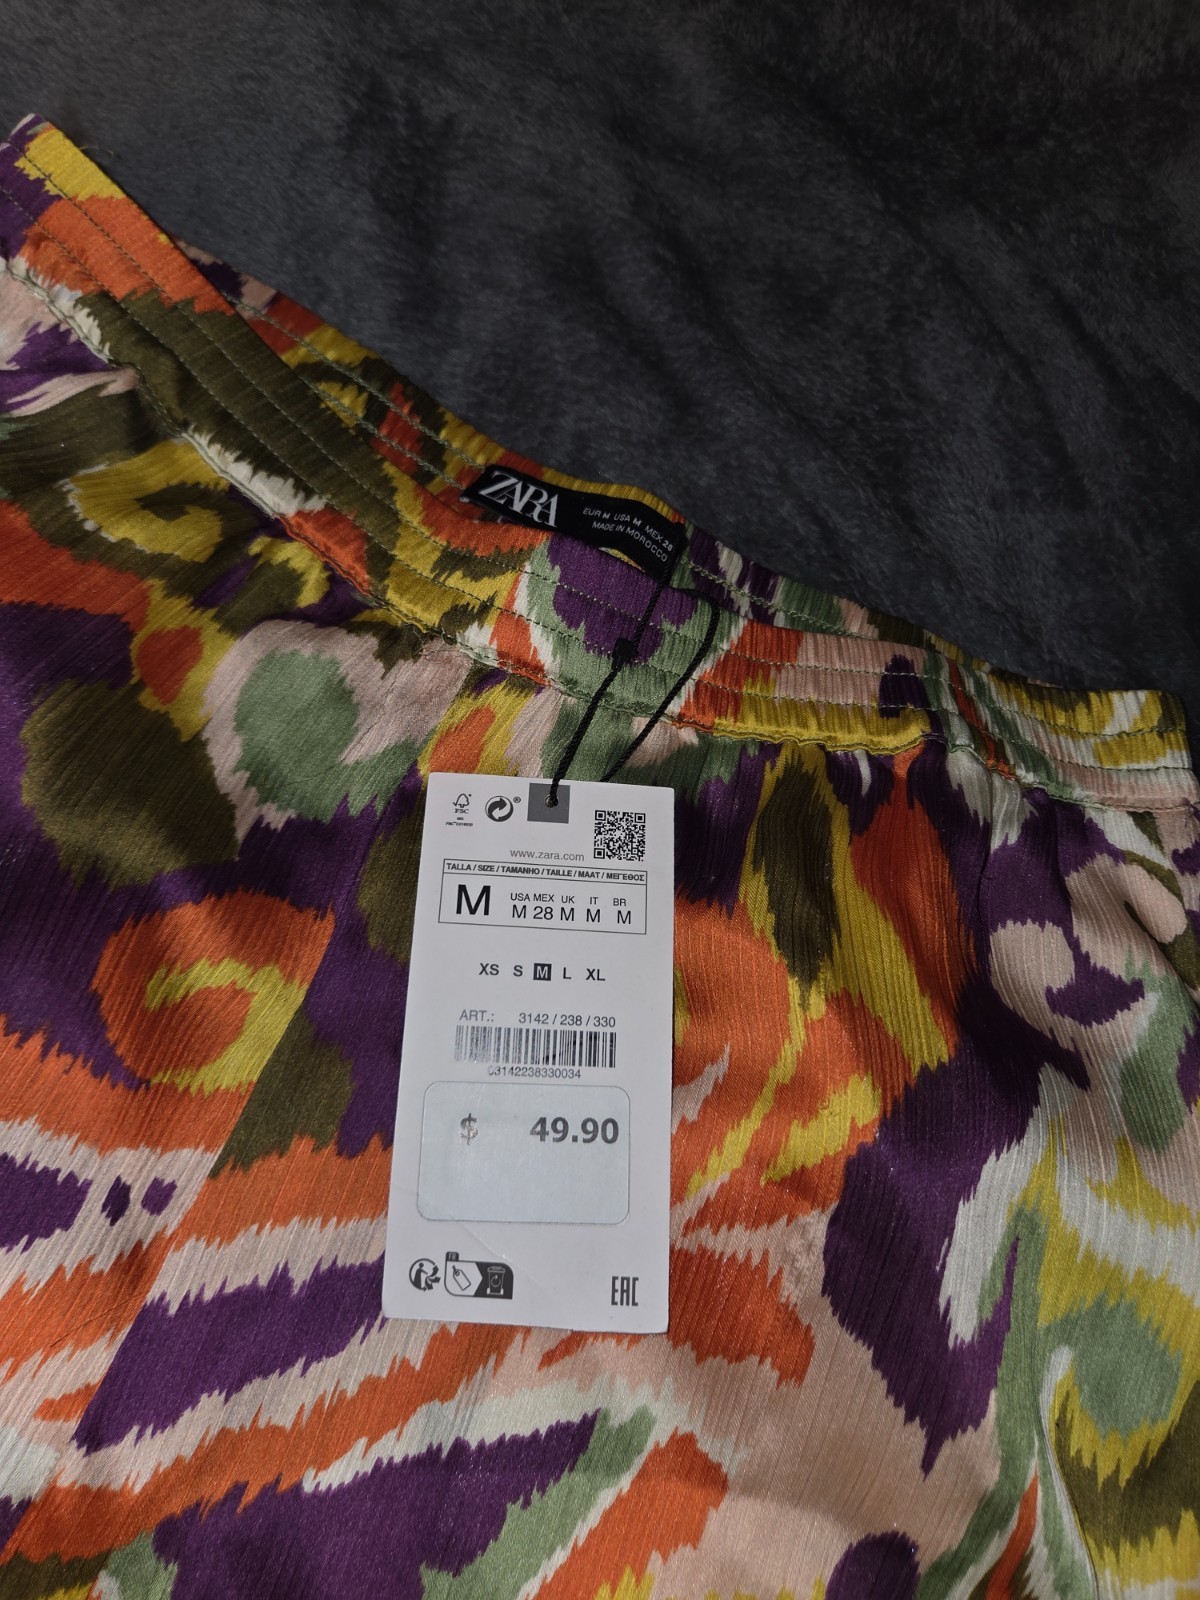 ZARA
EUR M USA M MEX 28
MADE IN MOROCCO
FSC
www.zara.com
TALLA / SIZE / TAMANHO / TAILLE / MAAT / ΜΕΓΕΘΟΣ
M
USA MEX UK IT BR
M 28 M M M
XS S M L XL
ART.: 3142 / 238 / 330
03142238330034
$ 49.90
FR
EAC